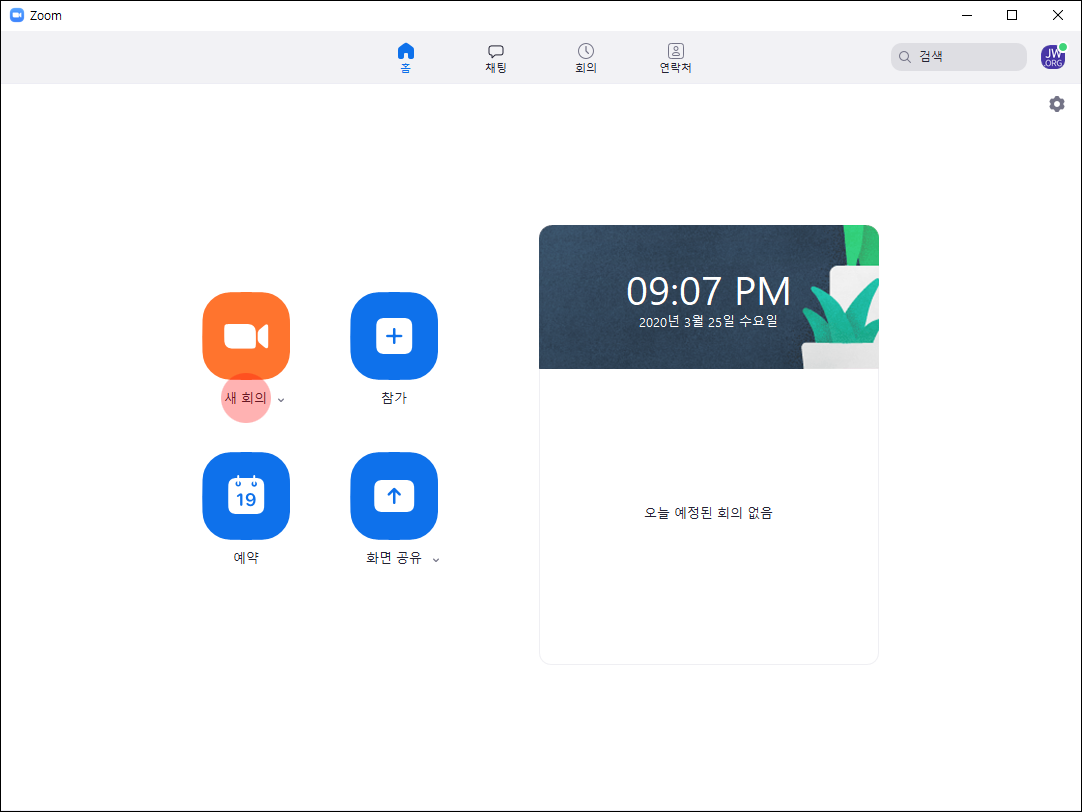 Zoom
홈
채팅
회의
연락처
검색
JW
.ORG
09:07 PM
2020년 3월 25일 수요일
새 회의
참가
19
예약
화면 공유
오늘 예정된 회의 없음